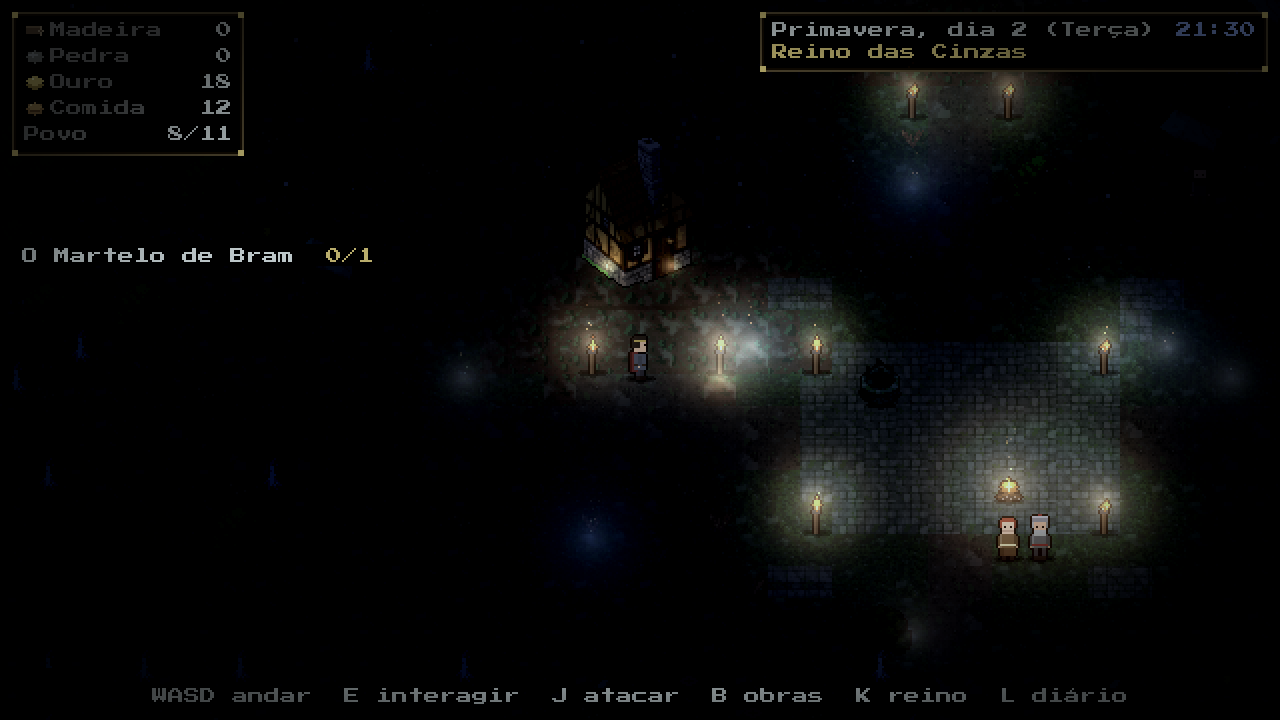 Madeira 0
Pedra 0
Ouro 18
Comida 12
Povo 8/11
Primavera, dia 2 (Terça) 21:30
Reino das Cinzas
O Martelo de Bram 0/1
WASD andar E interagir J atacar B obras K reino L diário